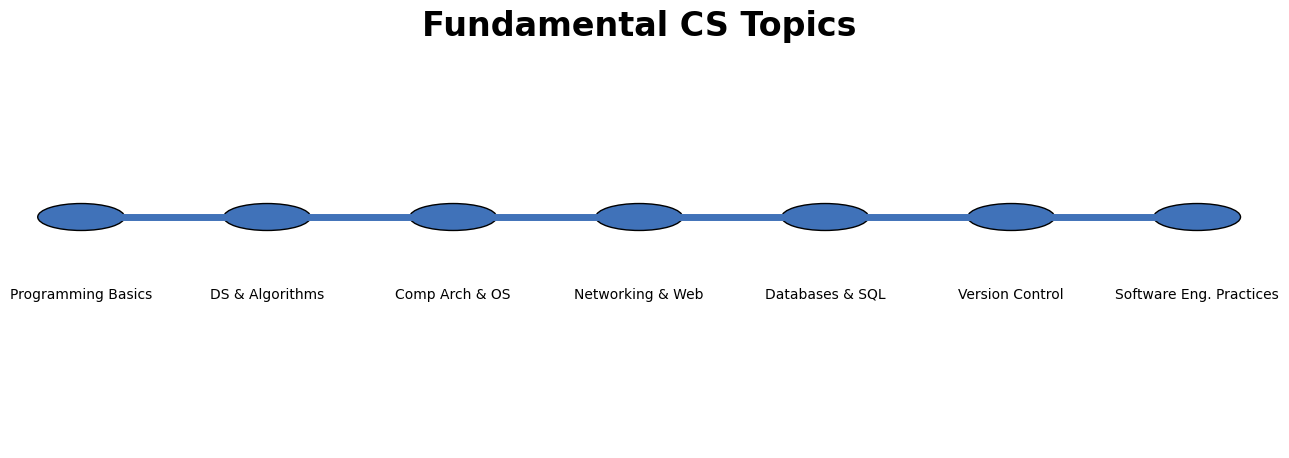 Fundamental CS Topics
Programming Basics
DS & Algorithms
Comp Arch & OS
Networking & Web
Databases & SQL
Version Control
Software Eng. Practices